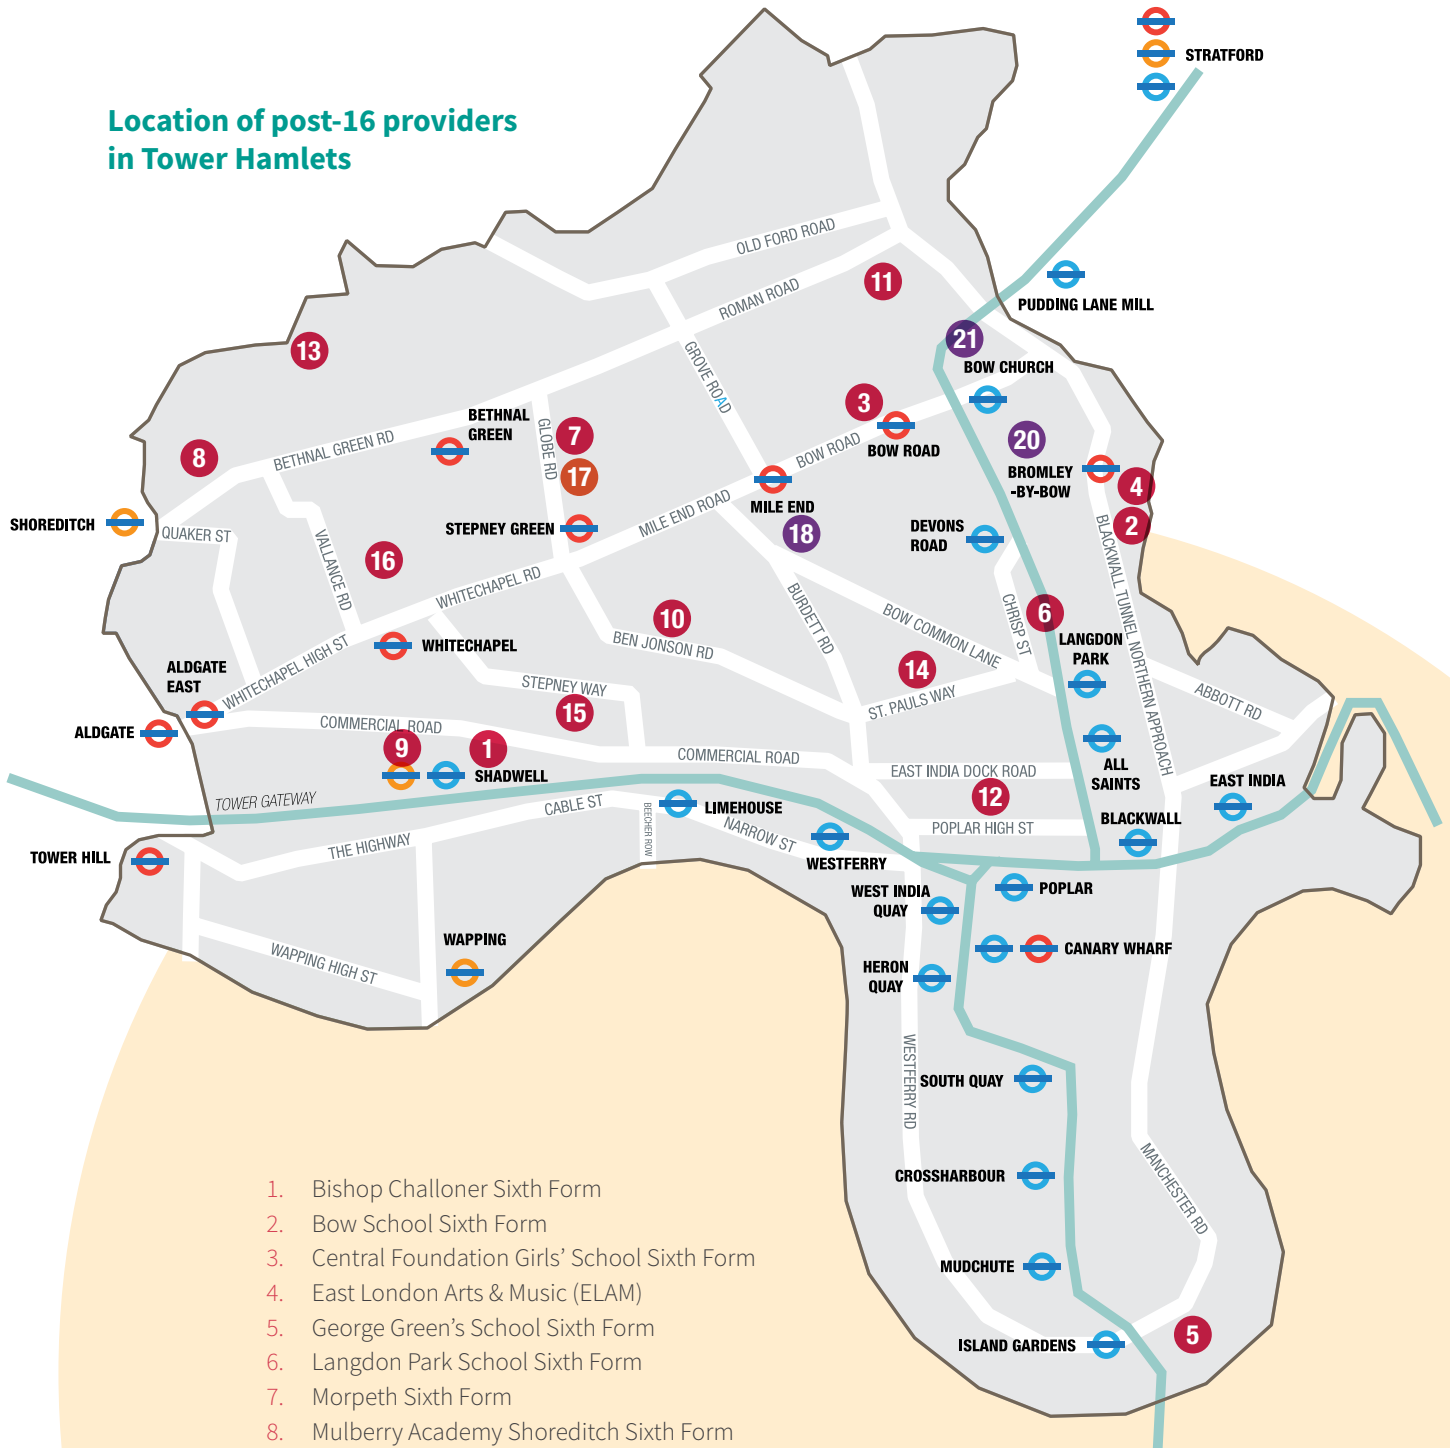 Location of post-16 providers
in Tower Hamlets
STRATFORD
OLD FORD ROAD
ROMAN ROAD
11
PUDDING LANE MILL
13
21
GROVE ROAD
BOW CHURCH
3
BETHNAL
GREEN
GLOBE RD
7
BETHNAL GREEN RD
BOW ROAD
BOW ROAD
20
8
17
BROMLEY
-BY-BOW
4
MILE END
MILE END ROAD
SHOREDITCH
QUAKER ST
STEPNEY GREEN
18
DEVONS
ROAD
2
VALLANCE RD
16
WHITECHAPEL RD
BLACKWALL TUNNEL NORTHERN APPROACH
BURDETT RD
BOW COMMON LANE
CHRISP ST
6
10
BEN JONSON RD
LANGDON
PARK
WHITECHAPEL
ALDGATE
EAST
WHITECHAPEL HIGH ST
STEPNEY WAY
14
ST. PAULS WAY
ABBOTT RD
15
ALDGATE
COMMERCIAL ROAD
9
1
COMMERCIAL ROAD
SHADWELL
EAST INDIA DOCK ROAD
ALL
SAINTS
EAST INDIA
TOWER GATEWAY
CABLE ST
BEECHER ROW
LIMEHOUSE
12
NARROW ST
POPLAR HIGH ST
BLACKWALL
TOWER HILL
THE HIGHWAY
WESTFERRY
WEST INDIA
QUAY
POPLAR
WAPPING
WAPPING HIGH ST
CANARY WHARF
HERON
QUAY
WESTFERRY RD
SOUTH QUAY
CROSSHARBOUR
MANCHESTER RD
MUDCHUTE
ISLAND GARDENS
5
1. Bishop Challoner Sixth Form
2. Bow School Sixth Form
3. Central Foundation Girls’ School Sixth Form
4. East London Arts & Music (ELAM)
5. George Green’s School Sixth Form
6. Langdon Park School Sixth Form
7. Morpeth Sixth Form
8. Mulberry Academy Shoreditch Sixth Form